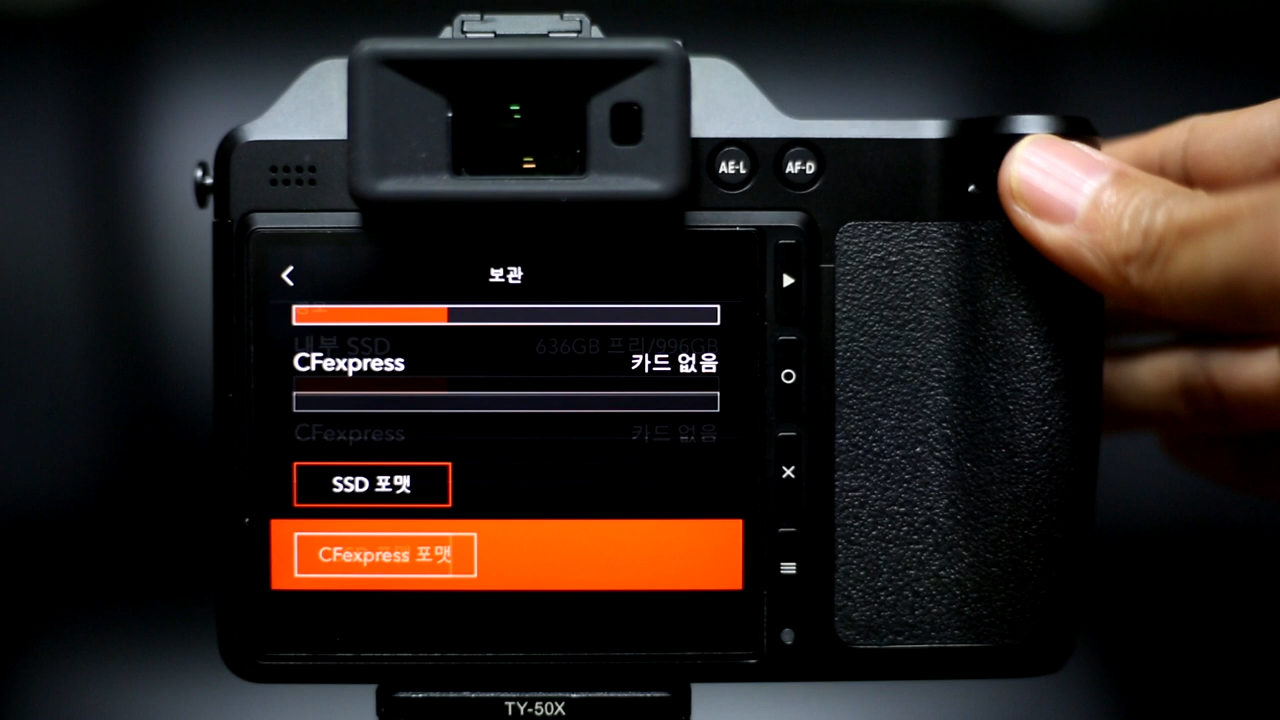 AE-L
AF-D
보관
내부 SSD 636GB 프리/996GB
CFexpress 카드 없음
CFexpress 카드 없음
SSD 포맷
CFexpress 포맷
TY-50X